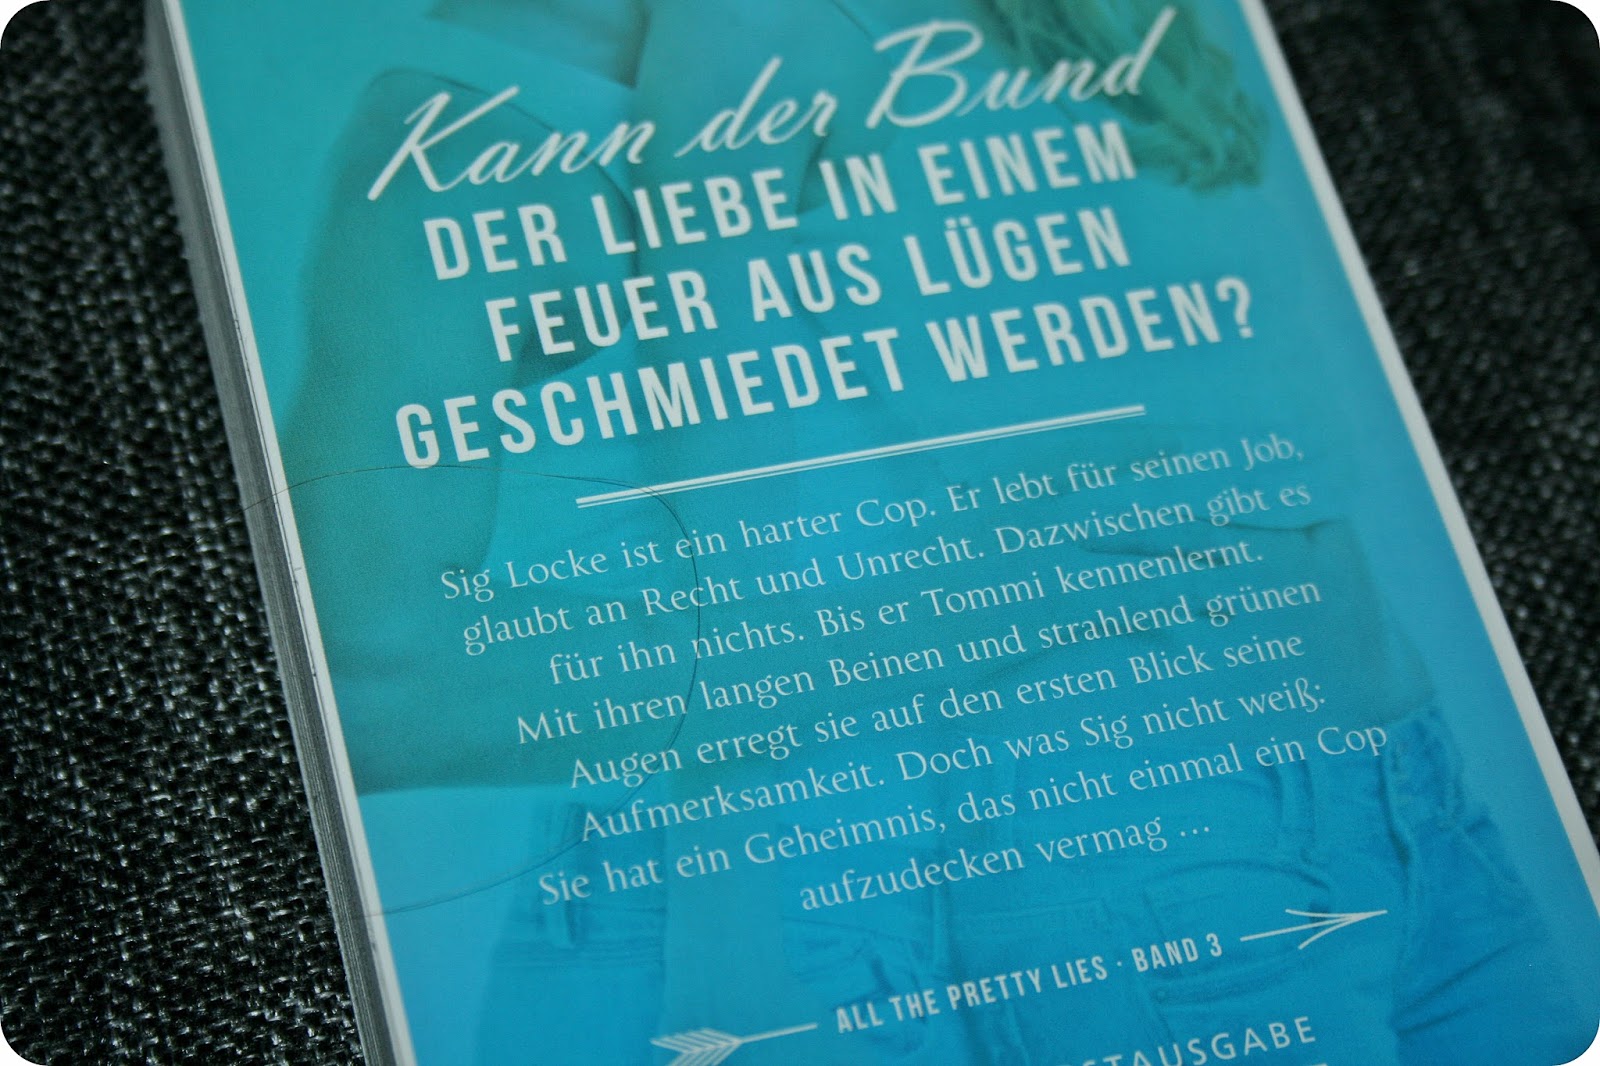 Kann der Bund
DER LIEBE IN EINEM
FEUER AUS LÜGEN
GESCHMIEDET WERDEN?
Sig Locke ist ein harter Cop. Er lebt für seinen Job,
glaubt an Recht und Unrecht. Dazwischen gibt es
für ihn nichts. Bis er Tommi kennenlernt.
Mit ihren langen Beinen und strahlend grünen
Augen erregt sie auf den ersten Blick seine
Aufmerksamkeit. Doch was Sig nicht weiß:
Sie hat ein Geheimnis, das nicht einmal ein Cop
aufzudecken vermag ...
ALL THE PRETTY LIES · BAND 3